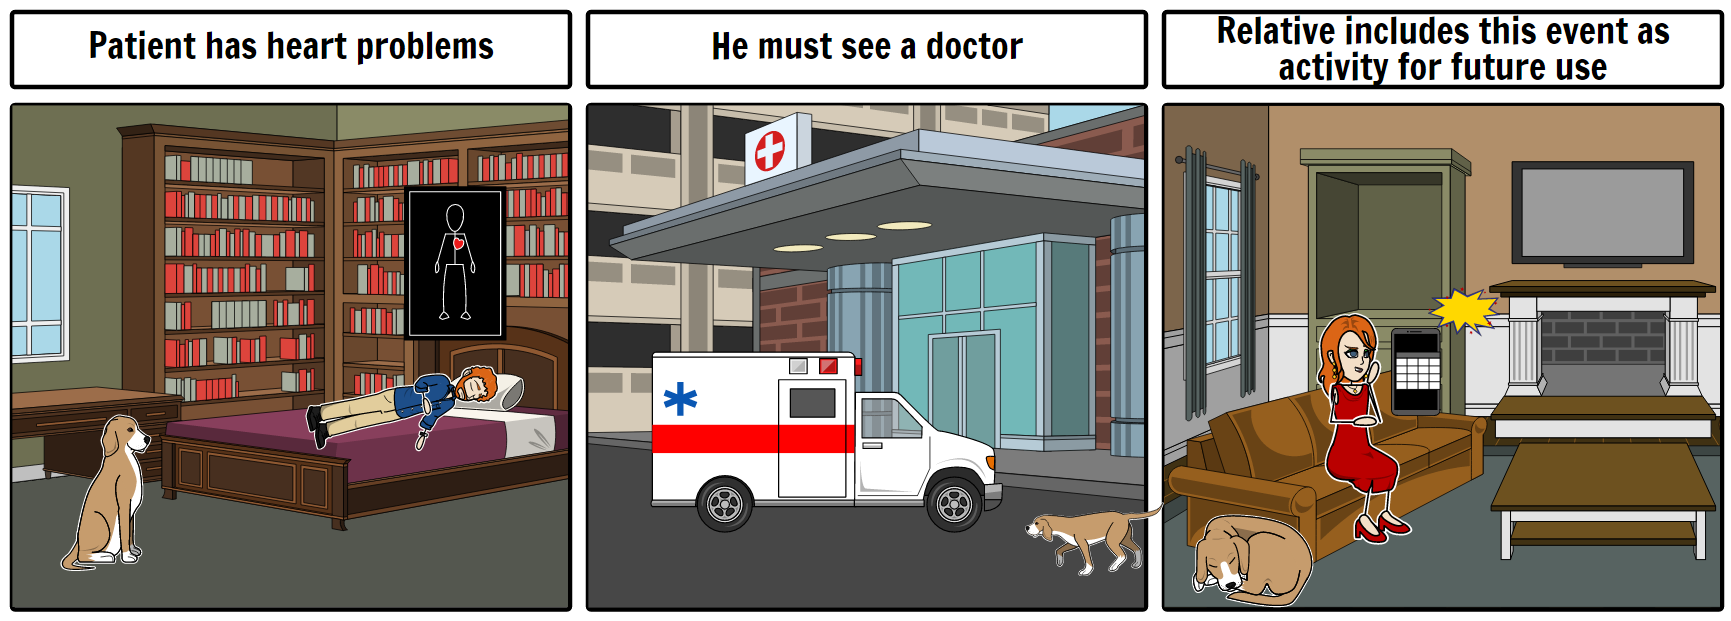 Patient has heart problems
He must see a doctor
Relative includes this event as
activity for future use